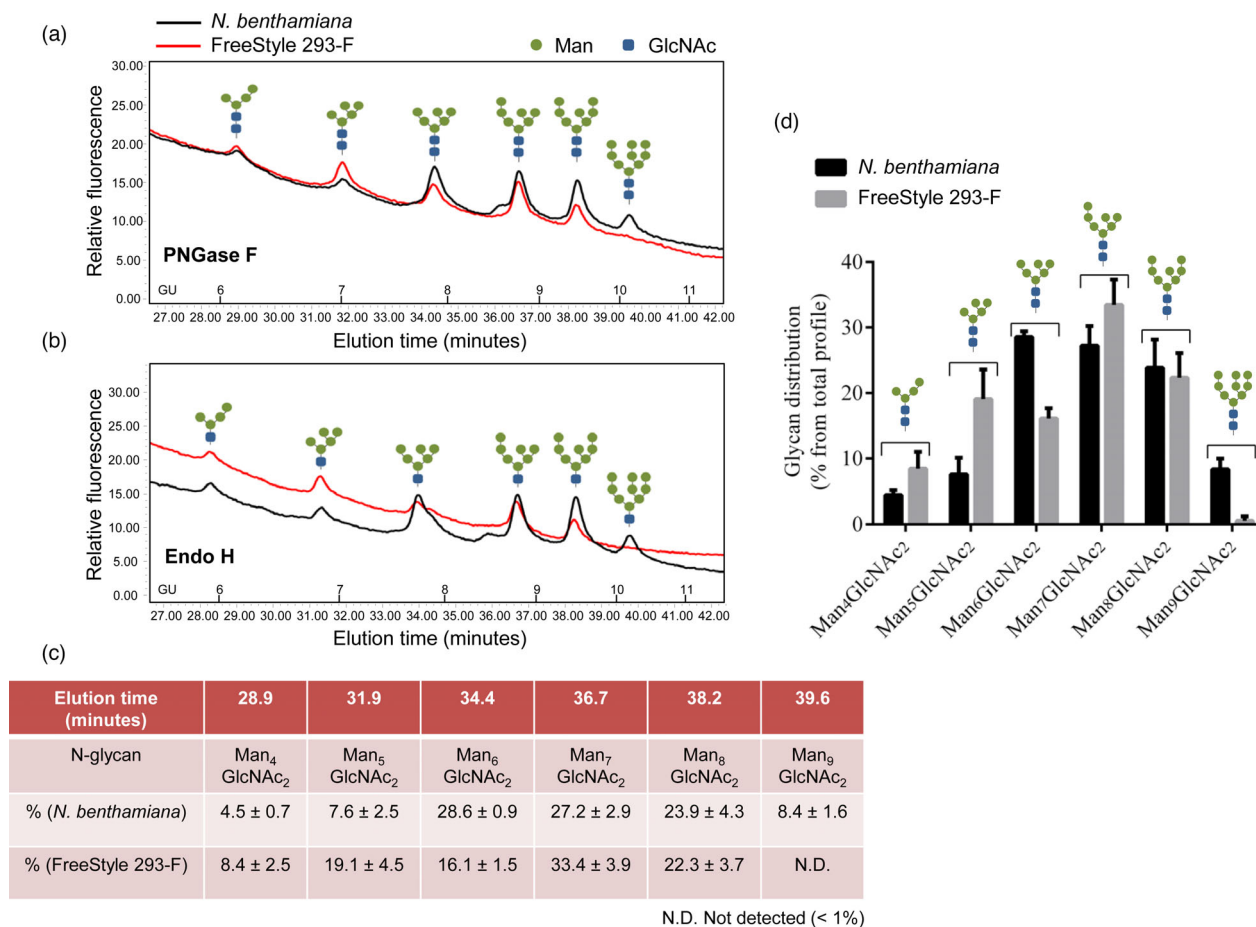 (a)
N. benthamiana
FreeStyle 293-F
Man
GlcNAc
Relative fluorescence
30.00
25.00
20.00
15.00
10.00
5.00
0.00
PNGase F
GU 6 7 8 9 10 11
27.00 28.00 29.00 30.00 31.00 32.00 33.00 34.00 35.00 36.00 37.00 38.00 39.00 40.00 41.00 42.00
Elution time (minutes)
(b)
Relative fluorescence
30.00
25.00
20.00
15.00
10.00
5.00
0.00
Endo H
GU 6 7 8 9 10 11
27.00 28.00 29.00 30.00 31.00 32.00 33.00 34.00 35.00 36.00 37.00 38.00 39.00 40.00 41.00 42.00
Elution time (minutes)
(c)
Elution time
(minutes)
28.9 31.9 34.4 36.7 38.2 39.6
N-glycan
Man4 Man5 Man6 Man7 Man8 Man9
GlcNAc2 GlcNAc2 GlcNAc2 GlcNAc2 GlcNAc2 GlcNAc2
% (N. benthamiana) 4.5 ± 0.7 7.6 ± 2.5 28.6 ± 0.9 27.2 ± 2.9 23.9 ± 4.3 8.4 ± 1.6
% (FreeStyle 293-F) 8.4 ± 2.5 19.1 ± 4.5 16.1 ± 1.5 33.4 ± 3.9 22.3 ± 3.7 N.D.
N.D. Not detected (< 1%)
(d)
N. benthamiana
FreeStyle 293-F
Glycan distribution
(% from total profile)
40
30
20
10
0
Man4GlcNAc2
Man5GlcNAc2
Man6GlcNAc2
Man7GlcNAc2
Man8GlcNAc2
Man9GlcNAc2